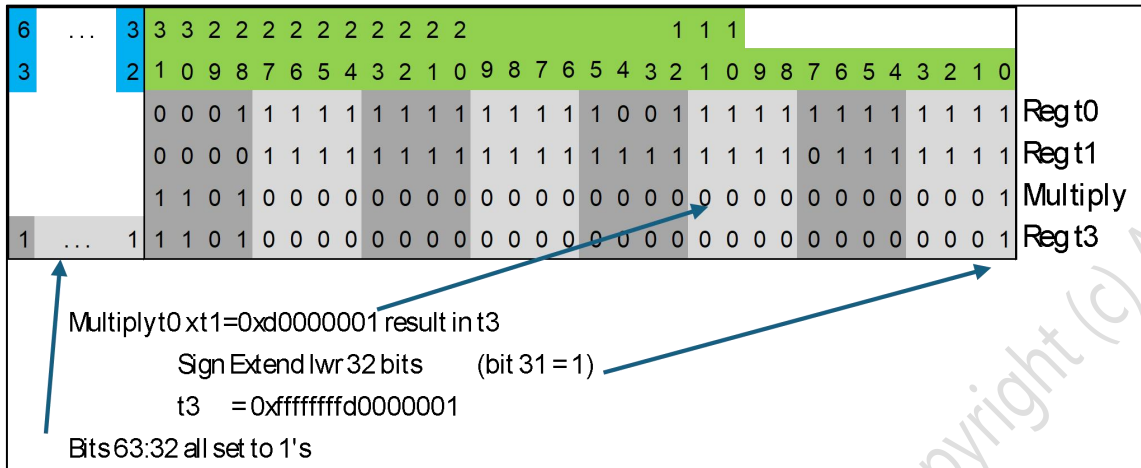 6 ... 3 3 3 2 2 2 2 2 2 2 2 2 2 1 1 1
3 2 1 0 9 8 7 6 5 4 3 2 1 0 9 8 7 6 5 4 3 2 1 0 9 8 7 6 5 4 3 2 1 0
0 0 0 1 1 1 1 1 1 1 1 1 1 1 1 1 1 0 0 1 1 1 1 1 1 1 1 1 1 1 1 1 Reg t0
0 0 0 0 1 1 1 1 1 1 1 1 1 1 1 1 1 1 1 1 1 1 1 1 0 1 1 1 1 1 1 1 Reg t1
1 1 0 1 0 0 0 0 0 0 0 0 0 0 0 0 0 0 0 0 0 0 0 0 0 0 0 0 0 0 0 1 Multiply
1 ... 1 1 1 0 1 0 0 0 0 0 0 0 0 0 0 0 0 0 0 0 0 0 0 0 0 0 0 0 0 0 0 0 1 Reg t3
Multiply t0 x t1=0xd0000001 result in t3
Sign Extend lwr 32 bits (bit 31 = 1)
t3 = 0xffffffffd0000001
Bits 63:32 all set to 1's
pyright (c)